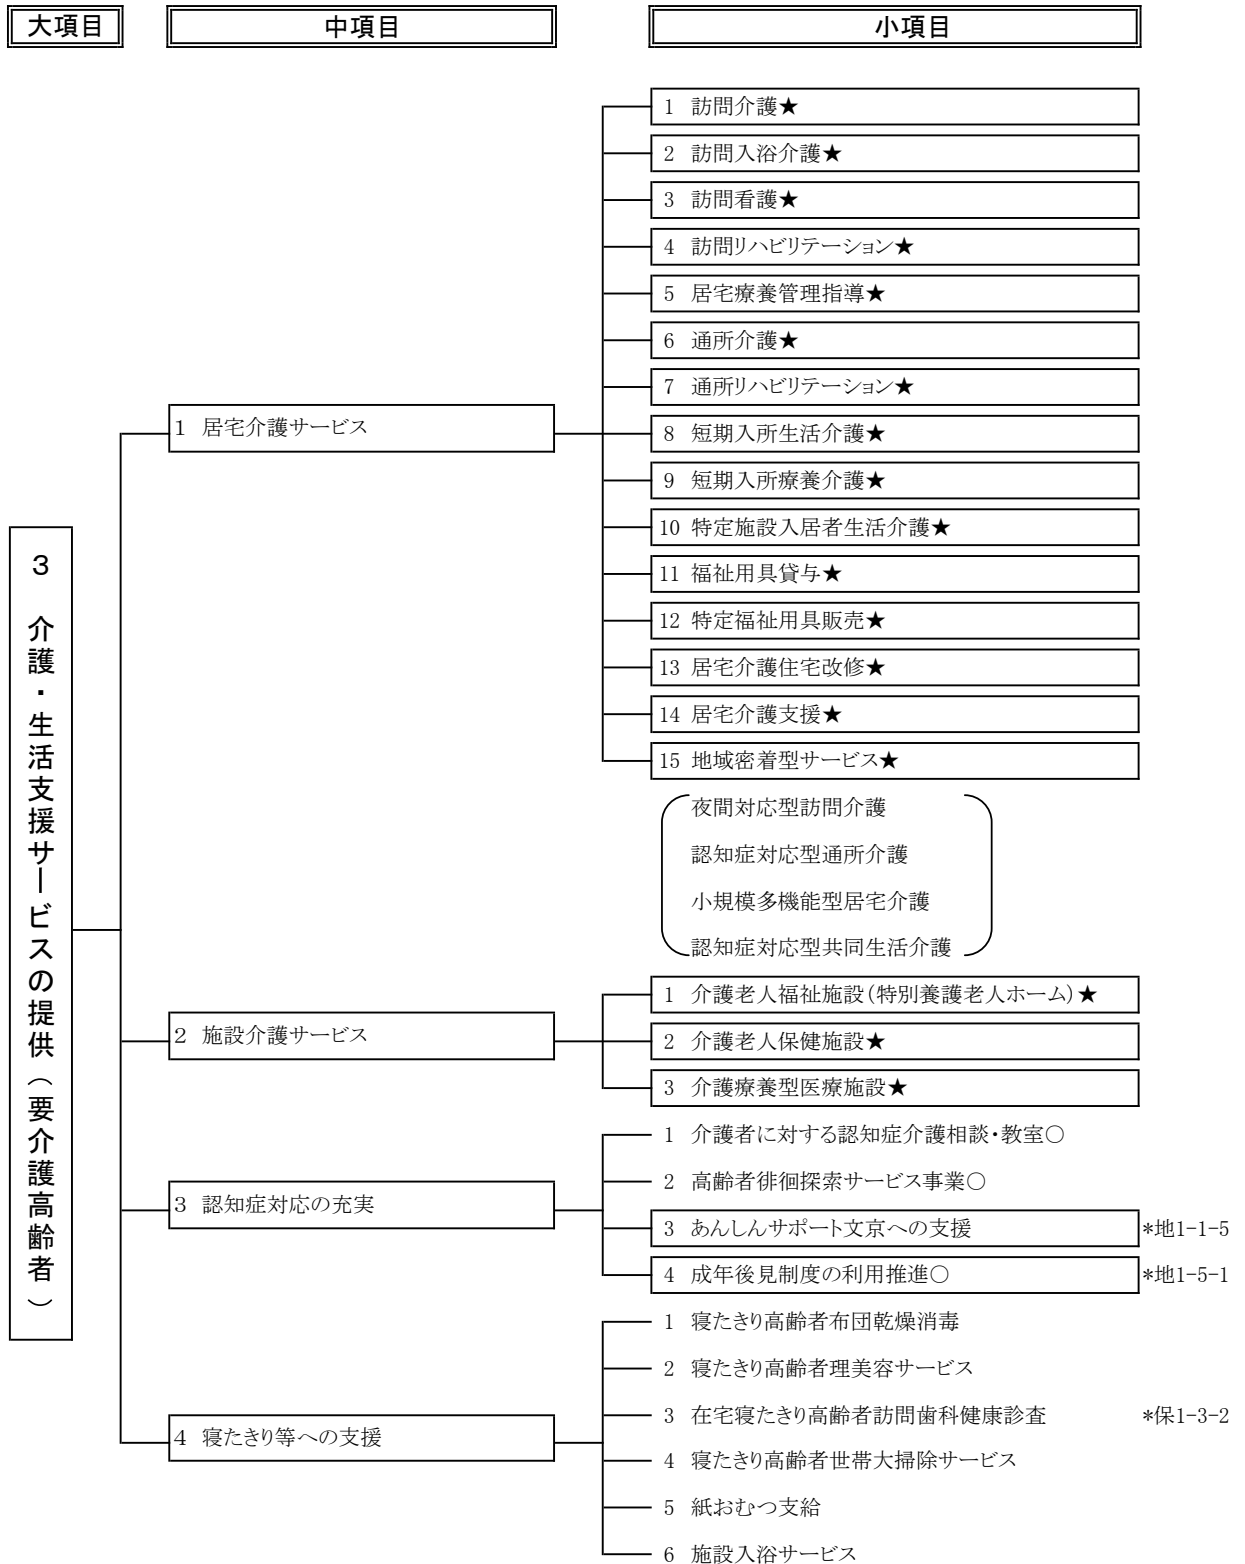 大項目
中項目
小項目
3 介護・生活支援サービスの提供（要介護高齢者）
1 居宅介護サービス
1 訪問介護★
2 訪問入浴介護★
3 訪問看護★
4 訪問リハビリテーション★
5 居宅療養管理指導★
6 通所介護★
7 通所リハビリテーション★
8 短期入所生活介護★
9 短期入所療養介護★
10 特定施設入居者生活介護★
11 福祉用具貸与★
12 特定福祉用具販売★
13 居宅介護住宅改修★
14 居宅介護支援★
15 地域密着型サービス★
夜間対応型訪問介護
認知症対応型通所介護
小規模多機能型居宅介護
認知症対応型共同生活介護
2 施設介護サービス
1 介護老人福祉施設（特別養護老人ホーム）★
2 介護老人保健施設★
3 介護療養型医療施設★
3 認知症対応の充実
1 介護者に対する認知症介護相談・教室○
2 高齢者徘徊探索サービス事業○
3 あんしんサポート文京への支援 *地1-1-5
4 成年後見制度の利用推進○ *地1-5-1
4 寝たきり等への支援
1 寝たきり高齢者布団乾燥消毒
2 寝たきり高齢者理美容サービス
3 在宅寝たきり高齢者訪問歯科健康診査 *保1-3-2
4 寝たきり高齢者世帯大掃除サービス
5 紙おむつ支給
6 施設入浴サービス